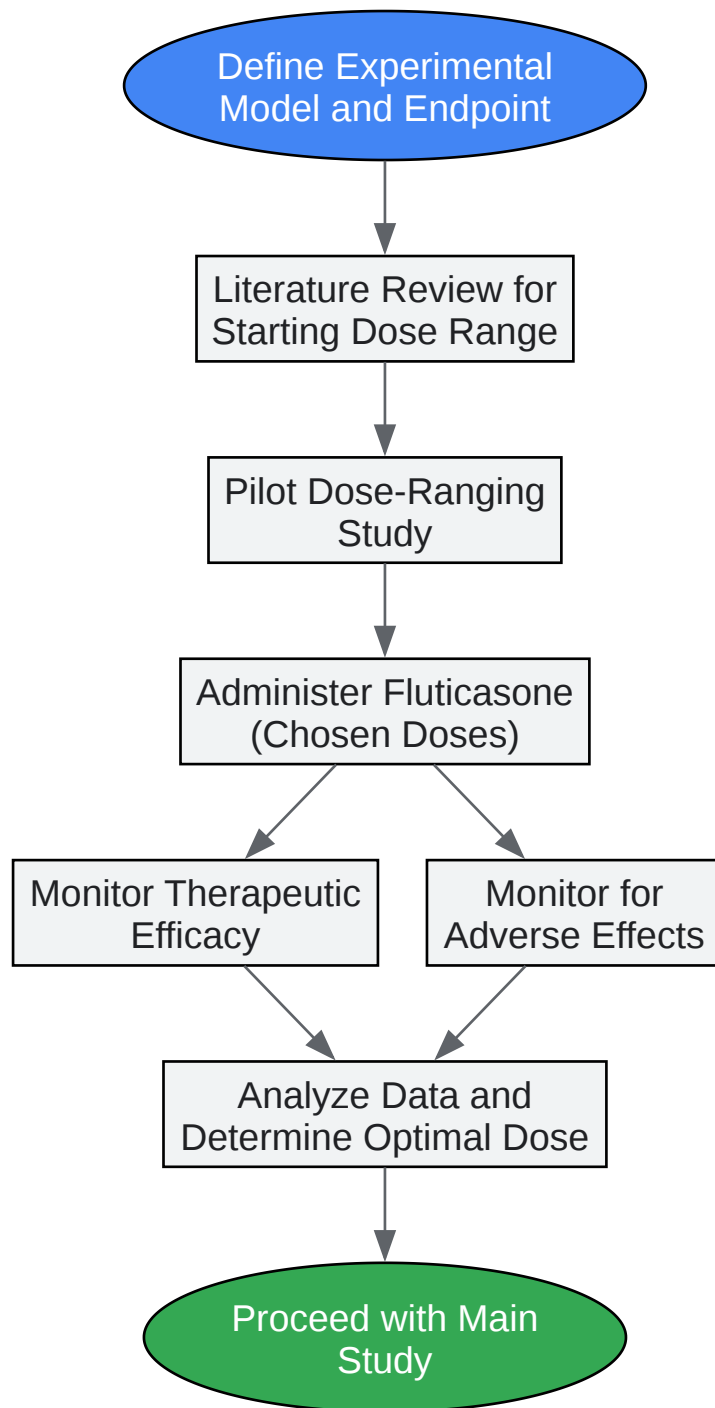 Define Experimental
Model and Endpoint
Literature Review for
Starting Dose Range
Pilot Dose-Ranging
Study
Administer Fluticasone
(Chosen Doses)
Monitor Therapeutic
Efficacy
Monitor for
Adverse Effects
Analyze Data and
Determine Optimal Dose
Proceed with Main
Study